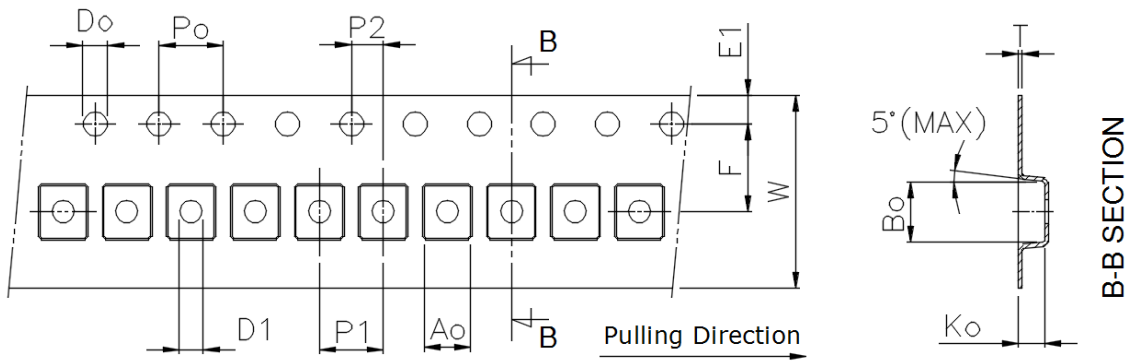 Do
Po
P2
B
E1
T
5°(MAX)
F
W
Bo
B-B SECTION
D1
P1
Ao
B
Pulling Direction
Ko